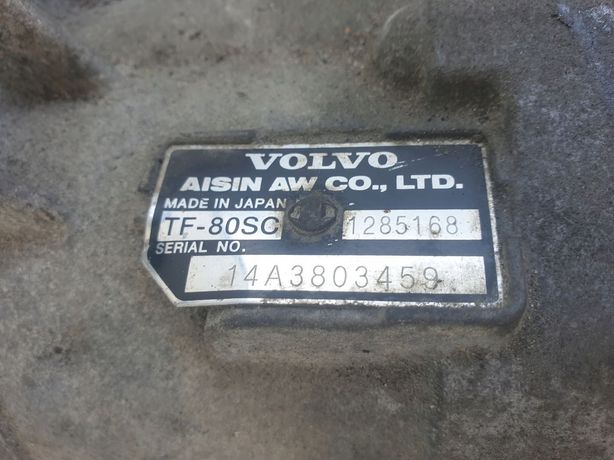 VOLVO
AISIN AW CO., LTD.
MADE IN JAPAN
TF-80SC 1285168
SERIAL NO.
14A3803459